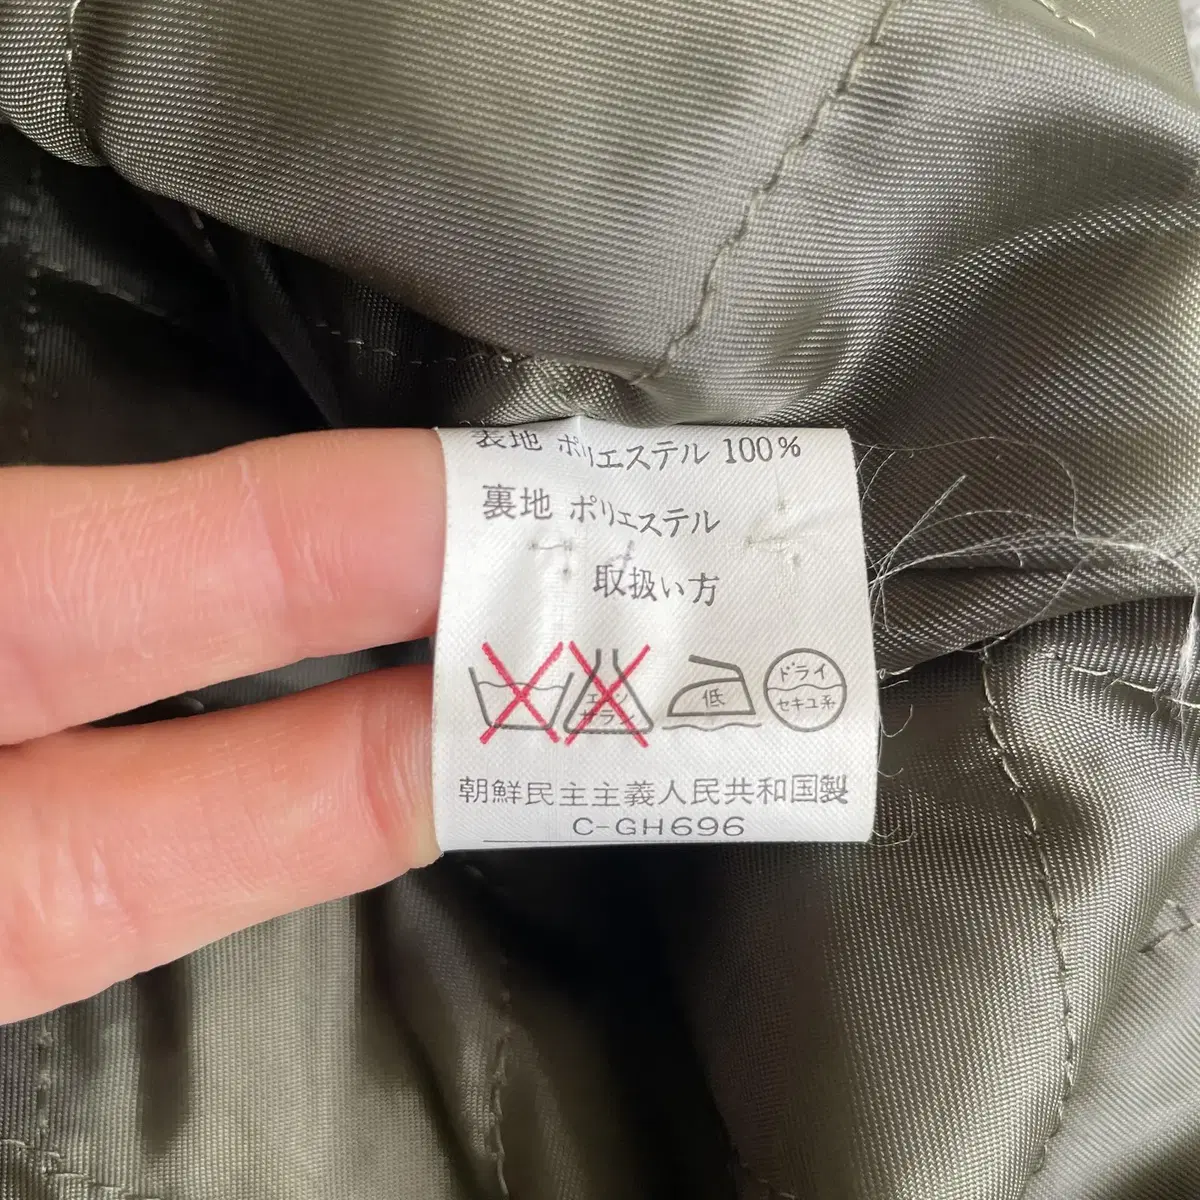 表地 ポリエステル 100%
裏地 ポリエステル
取扱い方
エンソ
サラシ
低
ドライ
セキユ系
朝鮮民主主義人民共和国製
C-GH696